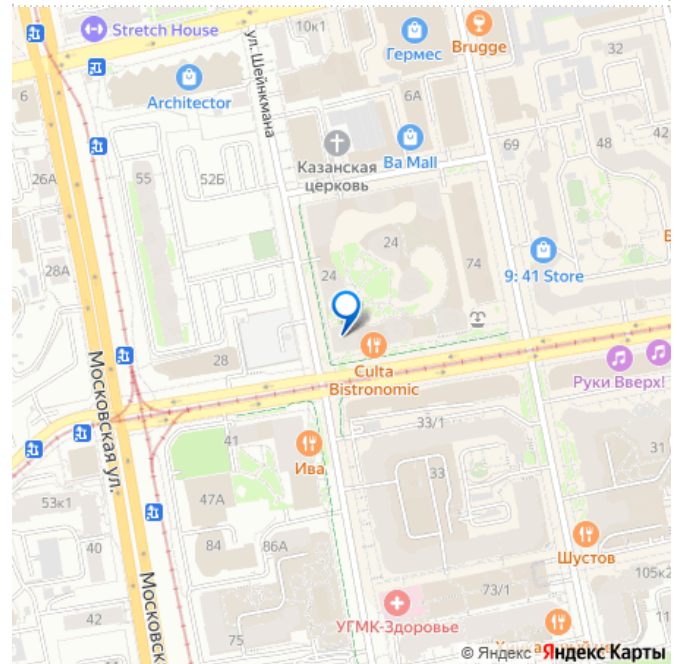 Stretch House
10к1
Гермес
Brugge
32
6
Architector
ул. Шейнкмана
6А
Казанская
церковь
Ba Mall
69
48
42
26А
55
52Б
24
24
74
28А
9: 41 Store
28
Culta
Bistronomic
Руки Вверх!
Московская ул.
41
Ива
33/1
33
31
47А
53к1
84
86А
40
Шустов
105к2
73/1
42
УГМК-Здоровье
75
© Яндекс Яндекс Карты